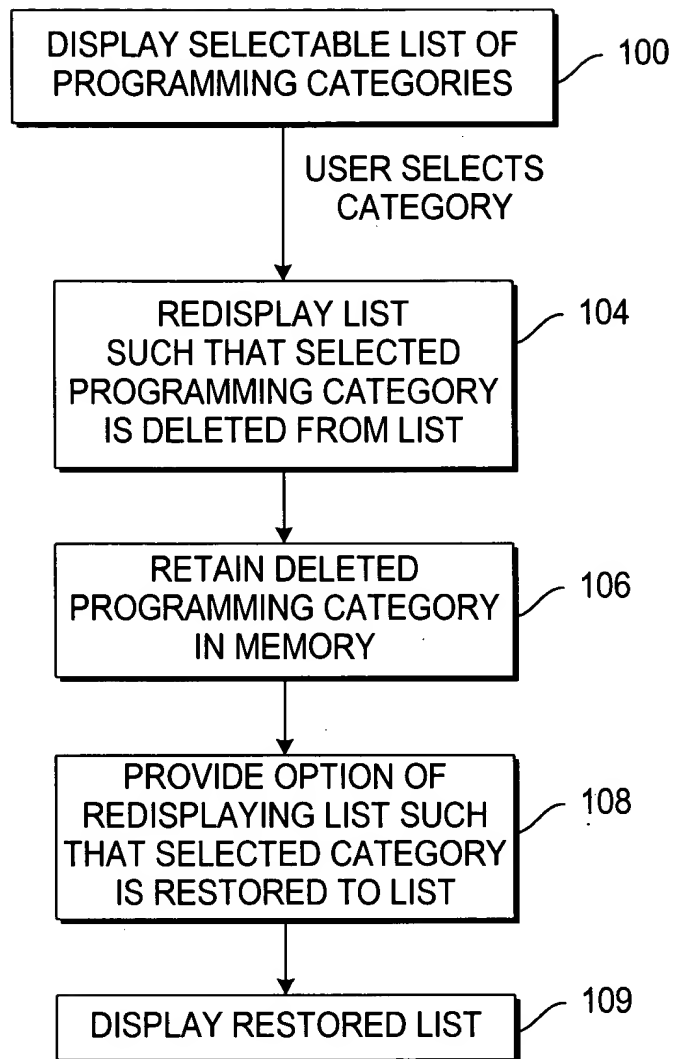 DISPLAY SELECTABLE LIST OF
PROGRAMMING CATEGORIES
100
USER SELECTS
CATEGORY
REDISPLAY LIST
SUCH THAT SELECTED
PROGRAMMING CATEGORY
IS DELETED FROM LIST
104
RETAIN DELETED
PROGRAMMING CATEGORY
IN MEMORY
106
PROVIDE OPTION OF
REDISPLAYING LIST SUCH
THAT SELECTED CATEGORY
IS RESTORED TO LIST
108
DISPLAY RESTORED LIST
109